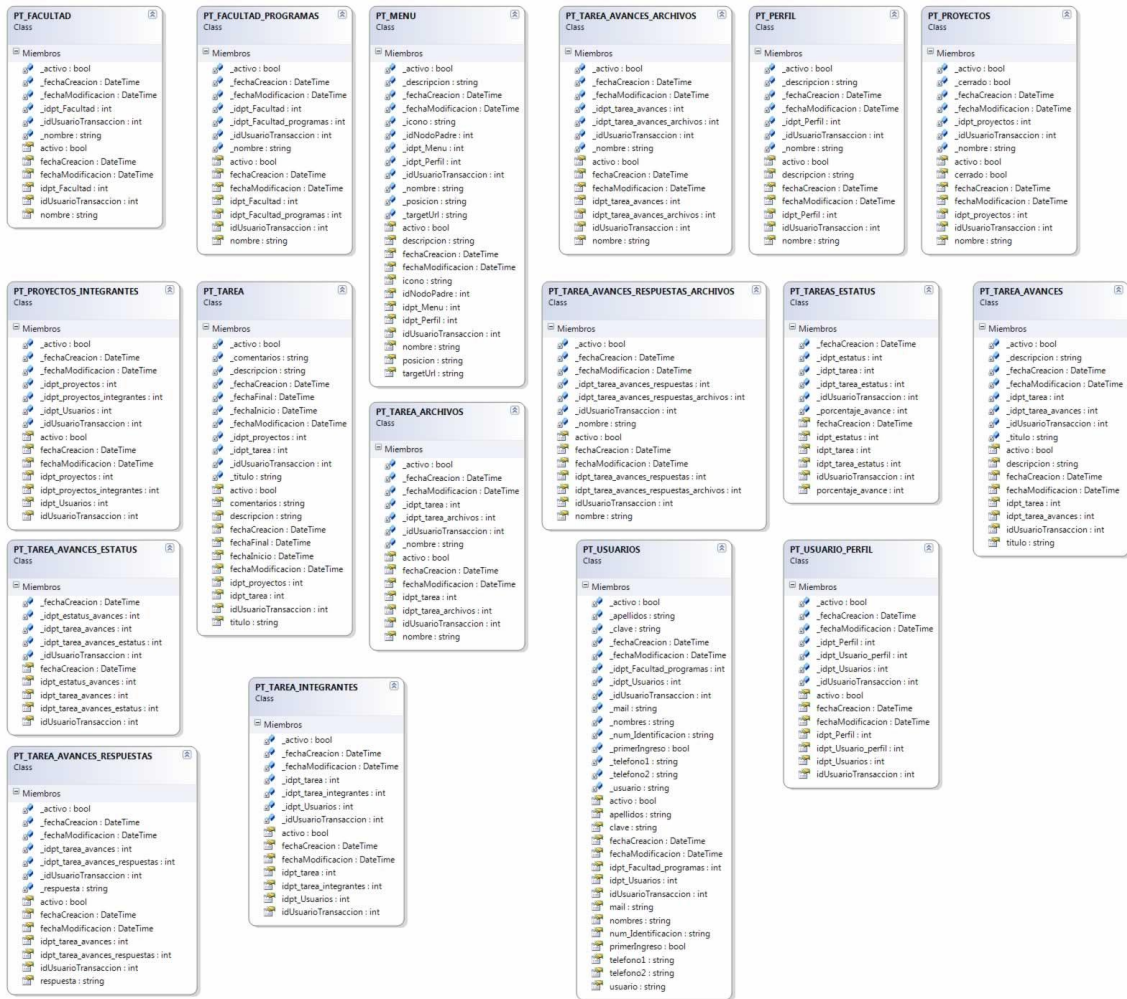 PT_FACULTAD
Class
Miembros
_activo : bool
_fechaCreacion : DateTime
_fechaModificacion : DateTime
_idpt_Facultad : int
_idUsuarioTransaccion : int
_nombre : string
activo : bool
fechaCreacion : DateTime
fechaModificacion : DateTime
idpt_Facultad : int
idUsuarioTransaccion : int
nombre : string
PT_FACULTAD_PROGRAMAS
Class
Miembros
_activo : bool
_fechaCreacion : DateTime
_fechaModificacion : DateTime
_idpt_Facultad : int
_idpt_Facultad_programas : int
_idUsuarioTransaccion : int
_nombre : string
activo : bool
fechaCreacion : DateTime
fechaModificacion : DateTime
idpt_Facultad : int
idpt_Facultad_programas : int
idUsuarioTransaccion : int
nombre : string
PT_MENU
Class
Miembros
_activo : bool
_descripcion : string
_fechaCreacion : DateTime
_fechaModificacion : DateTime
_icono : string
_idNodoPadre : int
_idpt_Menu : int
_idpt_Perfil : int
_idUsuarioTransaccion : int
_nombre : string
_posicion : string
_targetUrl : string
activo : bool
descripcion : string
fechaCreacion : DateTime
fechaModificacion : DateTime
icono : string
idNodoPadre : int
idpt_Menu : int
idpt_Perfil : int
idUsuarioTransaccion : int
nombre : string
posicion : string
targetUrl : string
PT_TAREA_AVANCES_ARCHIVOS
Class
Miembros
_activo : bool
_fechaCreacion : DateTime
_fechaModificacion : DateTime
_idpt_tarea_avances : int
_idpt_tarea_avances_archivos : int
_idUsuarioTransaccion : int
_nombre : string
activo : bool
fechaCreacion : DateTime
fechaModificacion : DateTime
idpt_tarea_avances : int
idpt_tarea_avances_archivos : int
idUsuarioTransaccion : int
nombre : string
PT_PERFIL
Class
Miembros
_activo : bool
_descripcion : string
_fechaCreacion : DateTime
_fechaModificacion : DateTime
_idpt_Perfil : int
_idUsuarioTransaccion : int
_nombre : string
activo : bool
descripcion : string
fechaCreacion : DateTime
fechaModificacion : DateTime
idpt_Perfil : int
idUsuarioTransaccion : int
nombre : string
PT_PROYECTOS
Class
Miembros
_activo : bool
_cerrado : bool
_fechaCreacion : DateTime
_fechaModificacion : DateTime
_idpt_proyectos : int
_idUsuarioTransaccion : int
_nombre : string
activo : bool
cerrado : bool
fechaCreacion : DateTime
fechaModificacion : DateTime
idpt_proyectos : int
idUsuarioTransaccion : int
nombre : string
PT_PROYECTOS_INTEGRANTES
Class
Miembros
_activo : bool
_fechaCreacion : DateTime
_fechaModificacion : DateTime
_idpt_proyectos : int
_idpt_proyectos_integrantes : int
_idpt_Usuarios : int
_idUsuarioTransaccion : int
activo : bool
fechaCreacion : DateTime
fechaModificacion : DateTime
idpt_proyectos : int
idpt_proyectos_integrantes : int
idpt_Usuarios : int
idUsuarioTransaccion : int
PT_TAREA
Class
Miembros
_activo : bool
_comentarios : string
_descripcion : string
_fechaCreacion : DateTime
_fechaFinal : DateTime
_fechaInicio : DateTime
_fechaModificacion : DateTime
_idpt_proyectos : int
_idpt_tarea : int
_idUsuarioTransaccion : int
_titulo : string
activo : bool
comentarios : string
descripcion : string
fechaCreacion : DateTime
fechaFinal : DateTime
fechaInicio : DateTime
fechaModificacion : DateTime
idpt_proyectos : int
idpt_tarea : int
idUsuarioTransaccion : int
titulo : string
PT_TAREA_AVANCES_RESPUESTAS_ARCHIVOS
Class
Miembros
_activo : bool
_fechaCreacion : DateTime
_fechaModificacion : DateTime
_idpt_tarea_avances_respuestas : int
_idpt_tarea_avances_respuestas_archivos : int
_idUsuarioTransaccion : int
_nombre : string
activo : bool
fechaCreacion : DateTime
fechaModificacion : DateTime
idpt_tarea_avances_respuestas : int
idpt_tarea_avances_respuestas_archivos : int
idUsuarioTransaccion : int
nombre : string
PT_TAREAS_ESTATUS
Class
Miembros
_fechaCreacion : DateTime
_idpt_estatus : int
_idpt_tarea : int
_idpt_tarea_estatus : int
_idUsuarioTransaccion : int
_porcentaje_avance : int
fechaCreacion : DateTime
idpt_estatus : int
idpt_tarea : int
idpt_tarea_estatus : int
idUsuarioTransaccion : int
porcentaje_avance : int
PT_TAREA_AVANCES
Class
Miembros
_activo : bool
_descripcion : string
_fechaCreacion : DateTime
_fechaModificacion : DateTime
_idpt_tarea : int
_idpt_tarea_avances : int
_idUsuarioTransaccion : int
_titulo : string
activo : bool
descripcion : string
fechaCreacion : DateTime
fechaModificacion : DateTime
idpt_tarea : int
idpt_tarea_avances : int
idUsuarioTransaccion : int
titulo : string
PT_TAREA_ARCHIVOS
Class
Miembros
_activo : bool
_fechaCreacion : DateTime
_fechaModificacion : DateTime
_idpt_tarea : int
_idpt_tarea_archivos : int
_idUsuarioTransaccion : int
_nombre : string
activo : bool
fechaCreacion : DateTime
fechaModificacion : DateTime
idpt_tarea : int
idpt_tarea_archivos : int
idUsuarioTransaccion : int
nombre : string
PT_TAREA_AVANCES_ESTATUS
Class
Miembros
_fechaCreacion : DateTime
_idpt_estatus_avances : int
_idpt_tarea_avances : int
_idpt_tarea_avances_estatus : int
_idUsuarioTransaccion : int
fechaCreacion : DateTime
idpt_estatus_avances : int
idpt_tarea_avances : int
idpt_tarea_avances_estatus : int
idUsuarioTransaccion : int
PT_USUARIOS
Class
Miembros
_activo : bool
_apellidos : string
_clave : string
_fechaCreacion : DateTime
_fechaModificacion : DateTime
_idpt_Facultad_programas : int
_idpt_Usuarios : int
_idUsuarioTransaccion : int
_mail : string
_nombres : string
_num_Identificacion : string
_primerIngreso : bool
_telefono1 : string
_telefono2 : string
_usuario : string
activo : bool
apellidos : string
clave : string
fechaCreacion : DateTime
fechaModificacion : DateTime
idpt_Facultad_programas : int
idpt_Usuarios : int
idUsuarioTransaccion : int
mail : string
nombres : string
num_Identificacion : string
primerIngreso : bool
telefono1 : string
telefono2 : string
usuario : string
PT_USUARIO_PERFIL
Class
Miembros
_activo : bool
_fechaCreacion : DateTime
_fechaModificacion : DateTime
_idpt_Perfil : int
_idpt_Usuario_perfil : int
_idpt_Usuarios : int
_idUsuarioTransaccion : int
activo : bool
fechaCreacion : DateTime
fechaModificacion : DateTime
idpt_Perfil : int
idpt_Usuario_perfil : int
idpt_Usuarios : int
idUsuarioTransaccion : int
PT_TAREA_INTEGRANTES
Class
Miembros
_activo : bool
_fechaCreacion : DateTime
_fechaModificacion : DateTime
_idpt_tarea : int
_idpt_tarea_integrantes : int
_idpt_Usuarios : int
_idUsuarioTransaccion : int
activo : bool
fechaCreacion : DateTime
fechaModificacion : DateTime
idpt_tarea : int
idpt_tarea_integrantes : int
idpt_Usuarios : int
idUsuarioTransaccion : int
PT_TAREA_AVANCES_RESPUESTAS
Class
Miembros
_activo : bool
_fechaCreacion : DateTime
_fechaModificacion : DateTime
_idpt_tarea_avances : int
_idpt_tarea_avances_respuestas : int
_idUsuarioTransaccion : int
_respuesta : string
activo : bool
fechaCreacion : DateTime
fechaModificacion : DateTime
idpt_tarea_avances : int
idpt_tarea_avances_respuestas : int
idUsuarioTransaccion : int
respuesta : string